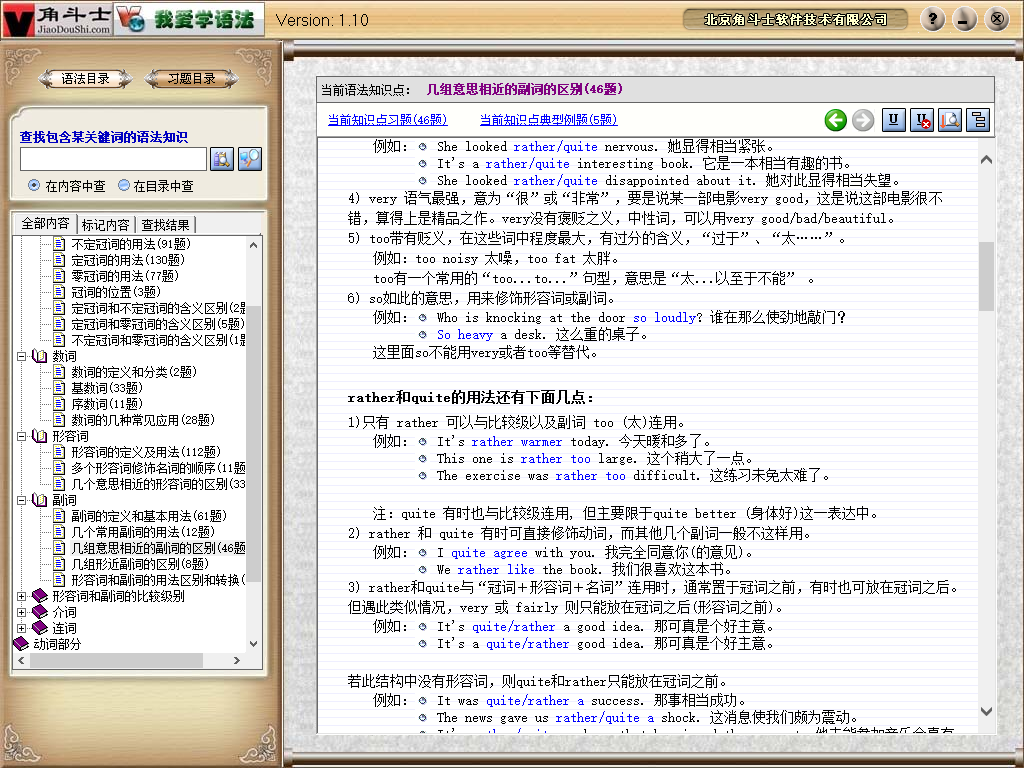 角斗士
JiaoDouShi.com
我爱学语法
Version: 1.10
北京角斗士软件技术有限公司
语法目录
习题目录
查找包含某关键词的语法知识
在内容中查
在目录中查
全部内容
标记内容
查找结果
不定冠词的用法(91题)
定冠词的用法(130题)
零冠词的用法(77题)
冠词的位置(3题)
定冠词和不定冠词的含义区别(2题
定冠词和零冠词的含义区别(5题)
不定冠词和零冠词的含义区别(1题
数词
数词的定义和分类(2题)
基数词(33题)
序数词(11题)
数词的几种常见应用(28题)
形容词
形容词的定义及用法(112题)
多个形容词修饰名词的顺序(11题
几个意思相近的形容词的区别(33
副词
副词的定义和基本用法(61题)
几个常用副词的用法(12题)
几组意思相近的副词的区别(46题
几组形近副词的区别(8题)
形容词和副词的用法区别和转换(
形容词和副词的比较级别
介词
连词
动词部分
当前语法知识点: 几组意思相近的副词的区别(46题)
当前知识点习题(46题)
当前知识点典型例题(5题)
例如: She looked rather/quite nervous. 她显得相当紧张。
It's a rather/quite interesting book. 它是一本相当有趣的书。
She looked rather/quite disappointed about it. 她对此显得相当失望。
4) very 语气最强，意为“很”或“非常”，要是说某一部电影very good，这是说这部电影很不
错，算得上是精品之作。very没有褒贬之义，中性词，可以用very good/bad/beautiful。
5) too带有贬义，在这些词中程度最大，有过分的含义，“过于”、“太……”。
例如: too noisy 太噪，too fat 太胖。
too有一个常用的“too...to...”句型，意思是“太...以至于不能” 。
6) so如此的意思，用来修饰形容词或副词。
例如: Who is knocking at the door so loudly? 谁在那么使劲地敲门?
So heavy a desk. 这么重的桌子。
这里面so不能用very或者too等替代。
rather和quite的用法还有下面几点:
1)只有 rather 可以与比较级以及副词 too (太)连用。
例如: It's rather warmer today. 今天暖和多了。
This one is rather too large. 这个稍大了一点。
The exercise was rather too difficult. 这练习未免太难了。
注: quite 有时也与比较级连用, 但主要限于quite better (身体好)这一表达中。
2) rather 和 quite 有时可直接修饰动词，而其他几个副词一般不这样用。
例如: I quite agree with you. 我完全同意你(的意见)。
We rather like the book. 我们很喜欢这本书。
3) rather和quite与“冠词＋形容词＋名词”连用时，通常置于冠词之前，有时也可放在冠词之后。
但遇此类似情况，very 或 fairly 则只能放在冠词之后(形容词之前)。
例如: It's quite/rather a good idea. 那可真是个好主意。
It's a quite/rather good idea. 那可真是个好主意。
若此结构中没有形容词，则quite和rather只能放在冠词之前。
例如: It was quite/rather a success. 那事相当成功。
The news gave us rather/quite a shock. 这消息使我们颇为震动。